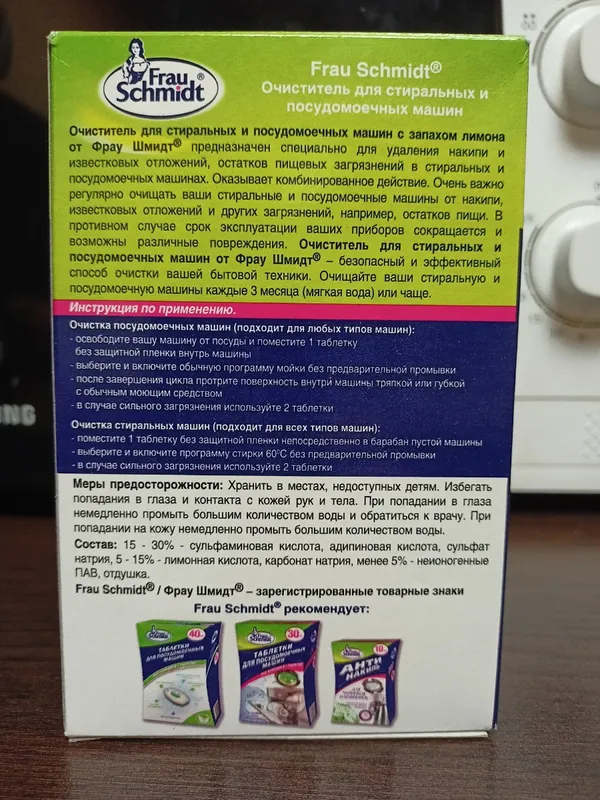 Frau
Schmidt®
Frau Schmidt®
Очиститель для стиральных и
посудомоечных машин
Очиститель для стиральных и посудомоечных машин с запахом лимона
от Фрау Шмидт® предназначен специально для удаления накипи и
известковых отложений, остатков пищевых загрязнений в стиральных и
посудомоечных машинах. Оказывает комбинированное действие. Очень важно
регулярно очищать ваши стиральные и посудомоечные машины от накипи,
известковых отложений и других загрязнений, например, остатков пищи. В
противном случае срок эксплуатации ваших приборов сокращается и
возможны различные повреждения. Очиститель для стиральных и
посудомоечных машин от Фрау Шмидт® – безопасный и эффективный
способ очистки вашей бытовой техники. Очищайте ваши стиральную и
посудомоечную машины каждые 3 месяца (мягкая вода) или чаще.
Инструкция по применению.
Очистка посудомоечных машин (подходит для любых типов машин):
- освободите вашу машину от посуды и поместите 1 таблетку
без защитной пленки внутрь машины
- выберите и включите обычную программу мойки без предварительной промывки
- после завершения цикла протрите поверхность внутри машины тряпкой или губкой
с обычным моющим средством
- в случае сильного загрязнения используйте 2 таблетки
Очистка стиральных машин (подходит для всех типов машин):
- поместите 1 таблетку без защитной пленки непосредственно в барабан пустой машины
- выберите и включите программу стирки 60°С без предварительной промывки
- в случае сильного загрязнения используйте 2 таблетки
Меры предосторожности: Хранить в местах, недоступных детям. Избегать
попадания в глаза и контакта с кожей рук и тела. При попадании в глаза
немедленно промыть большим количеством воды и обратиться к врачу. При
попадании на кожу немедленно промыть большим количеством воды.
Состав: 15 - 30% - сульфаминовая кислота, адипиновая кислота, сульфат
натрия, 5 - 15% - лимонная кислота, карбонат натрия, менее 5% - неионогенные
ПАВ, отдушка.
Frau Schmidt® / Фрау Шмидт® – зарегистрированные товарные знаки
Frau Schmidt® рекомендует:
Frau
Schmidt
40
ТАБЛЕТКИ
ДЛЯ ПОСУДОМОЕЧНЫХ
МАШИН
Frau
Schmidt
30
ТАБЛЕТКИ
ДЛЯ ПОСУДОМОЕЧНЫХ
МАШИН
10
АНТИ
НАКИПЬ